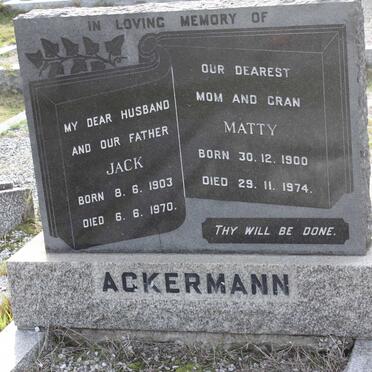 IN LOVING MEMORY OF
MY DEAR HUSBAND
AND OUR FATHER
JACK
BORN 8.6.1903
DIED 6.6.1970.
OUR DEAREST
MOM AND GRAN
MATTY
BORN 30.12.1900
DIED 29.11.1974.
THY WILL BE DONE.
ACKERMANN